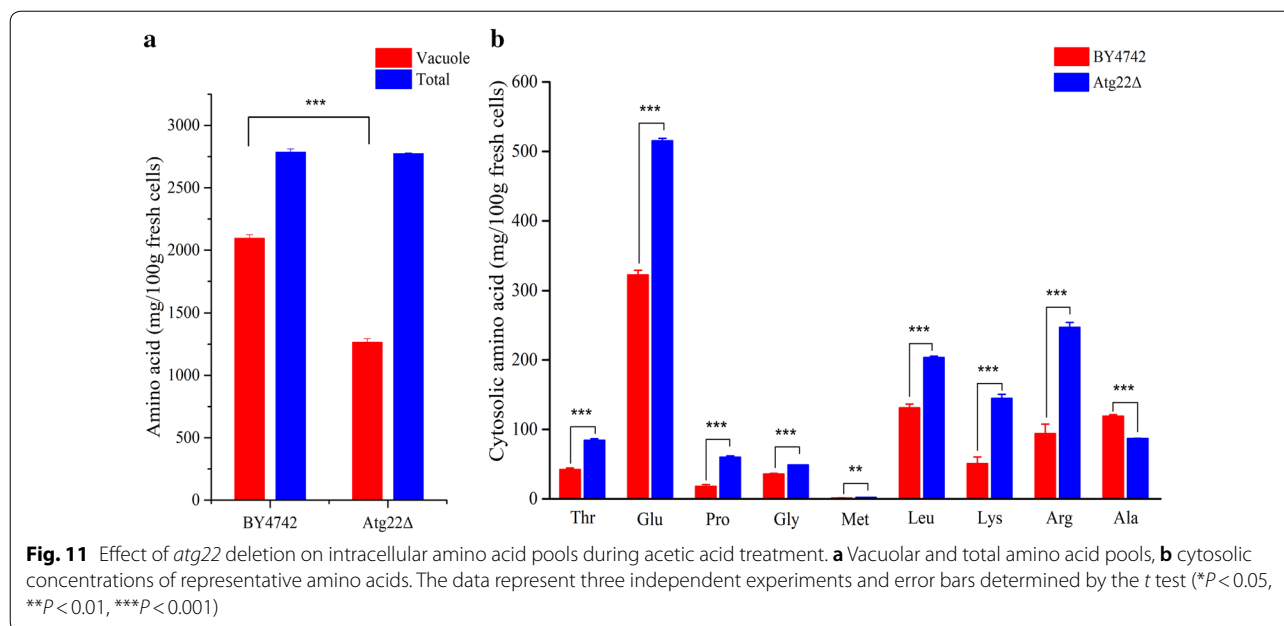 a
Vacuole
Total
***
3000
2500
2000
1500
1000
500
0
Amino acid (mg/100g fresh cells)
BY4742 Atg22Δ
b
BY4742
Atg22Δ
600
500
400
300
200
100
0
Cytosolic amino acid (mg/100g fresh cells)
*** *** *** *** ** *** *** *** ***
Thr Glu Pro Gly Met Leu Lys Arg Ala
Fig. 11 Effect of atg22 deletion on intracellular amino acid pools during acetic acid treatment. a Vacuolar and total amino acid pools, b cytosolic
concentrations of representative amino acids. The data represent three independent experiments and error bars determined by the t test (*P < 0.05,
**P < 0.01, ***P < 0.001)